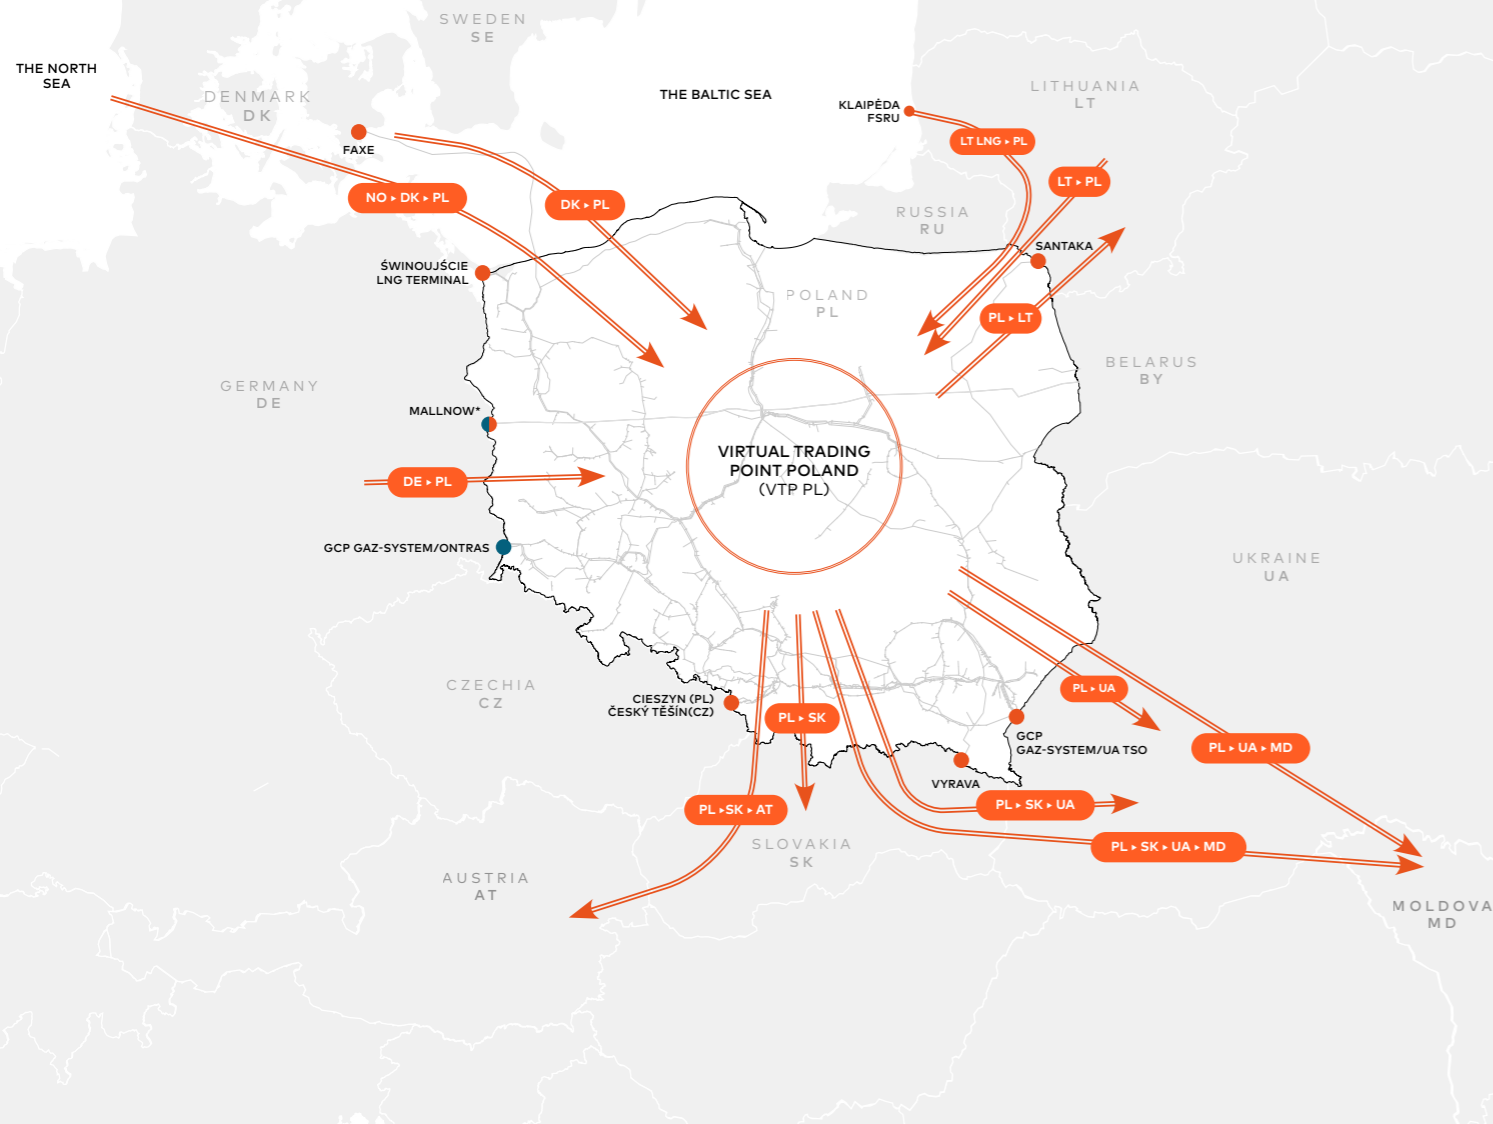 SWEDEN
SE
THE NORTH
SEA
DENMARK
DK
THE BALTIC SEA
KLAIPĖDA
FSRU
LITHUANIA
LT
FAXE
LT LNG ▸ PL
LT ▸ PL
NO ▸ DK ▸ PL
DK ▸ PL
RUSSIA
RU
SANTAKA
ŚWINOUJŚCIE
LNG TERMINAL
POLAND
PL
PL ▸ LT
BELARUS
BY
GERMANY
DE
MALLNOW*
VIRTUAL TRADING
POINT POLAND
(VTP PL)
DE ▸ PL
GCP GAZ-SYSTEM/ONTRAS
UKRAINE
UA
CZECHIA
CZ
CIESZYN (PL)
ČESKÝ TĚŠÍN(CZ)
PL ▸ SK
PL ▸ UA
GCP
GAZ-SYSTEM/UA TSO
PL ▸ UA ▸ MD
VYRAVA
PL ▸SK ▸ AT
PL ▸ SK ▸ UA
SLOVAKIA
SK
PL ▸ SK ▸ UA ▸ MD
AUSTRIA
AT
MOLDOVA
MD